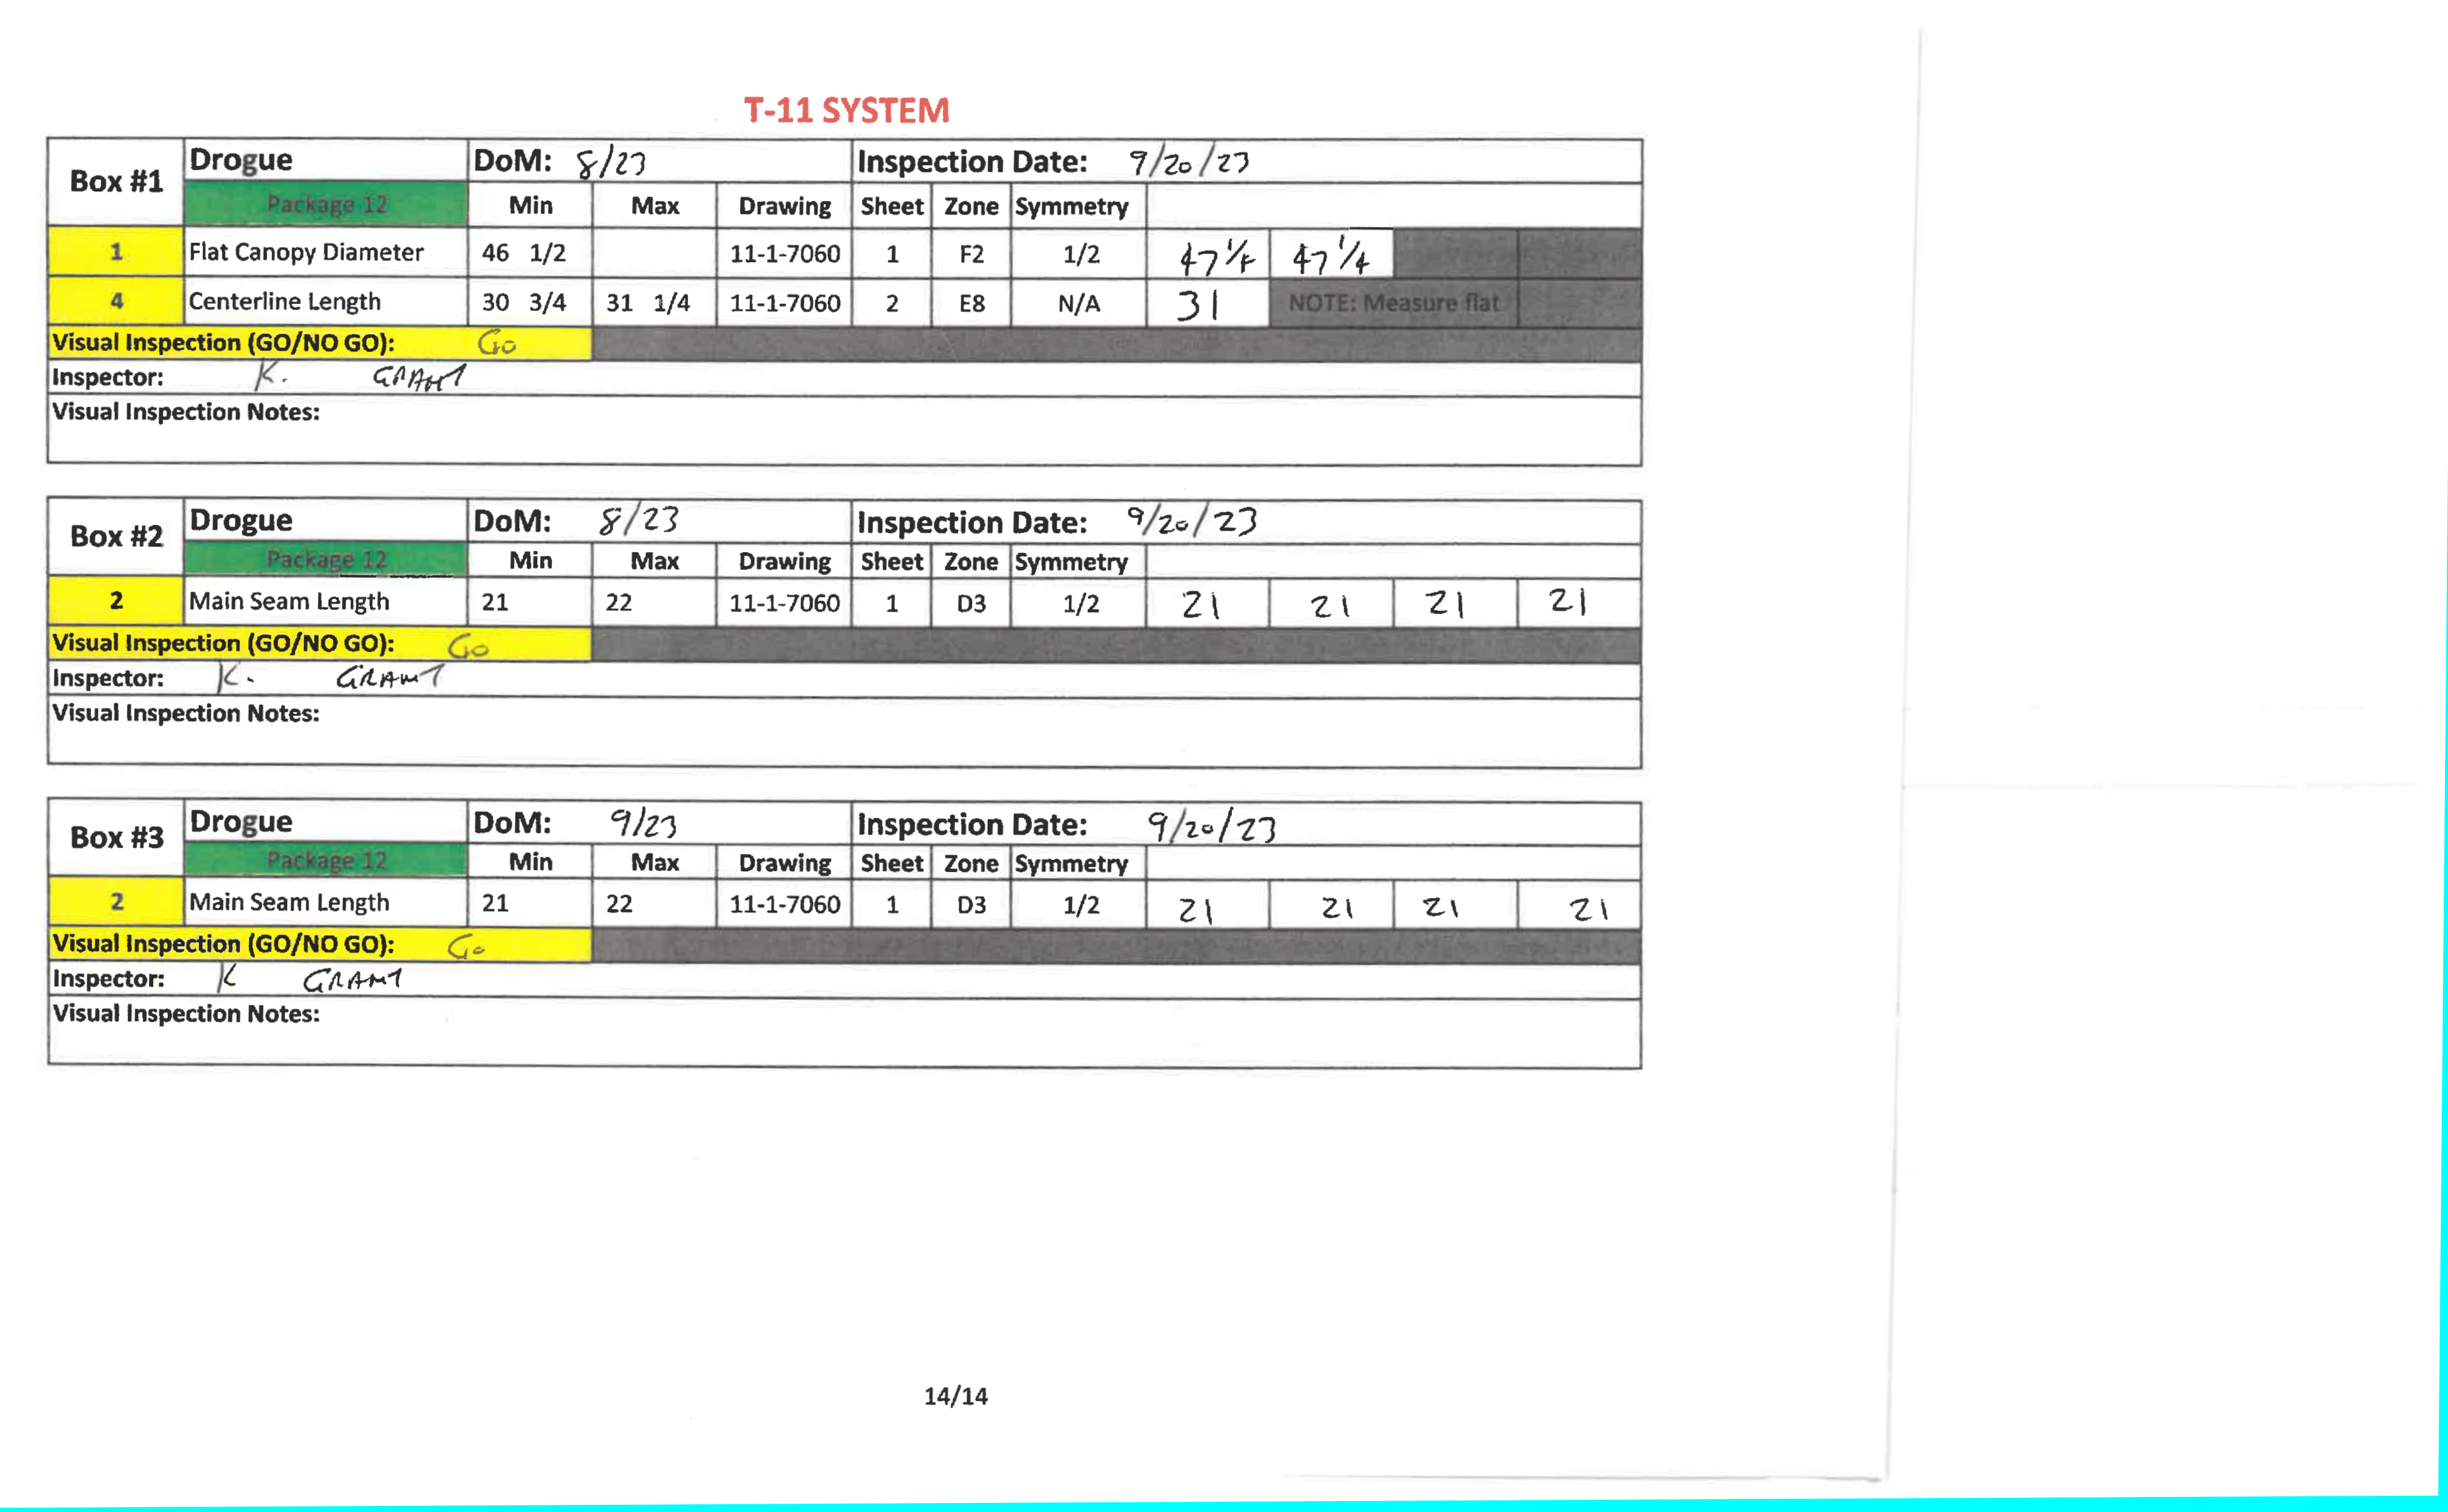 T-11 SYSTEM
Box #1 Drogue DoM: 8/23 Inspection Date: 9/20/23
Package 12 Min Max Drawing Sheet Zone Symmetry
1 Flat Canopy Diameter 46 1/2 11-1-7060 1 F2 1/2 47 1/4 47 1/4
4 Centerline Length 30 3/4 31 1/4 11-1-7060 2 E8 N/A 31 NOTE: Measure flat
Visual Inspection (GO/NO GO): Go
Inspector: K. GRANT
Visual Inspection Notes:
Box #2 Drogue DoM: 8/23 Inspection Date: 9/20/23
Package 12 Min Max Drawing Sheet Zone Symmetry
2 Main Seam Length 21 22 11-1-7060 1 D3 1/2 21 21 21 21
Visual Inspection (GO/NO GO): Go
Inspector: K. GRANT
Visual Inspection Notes:
Box #3 Drogue DoM: 9/23 Inspection Date: 9/20/23
Package 12 Min Max Drawing Sheet Zone Symmetry
2 Main Seam Length 21 22 11-1-7060 1 D3 1/2 21 21 21 21
Visual Inspection (GO/NO GO): Go
Inspector: K GRANT
Visual Inspection Notes:
14/14